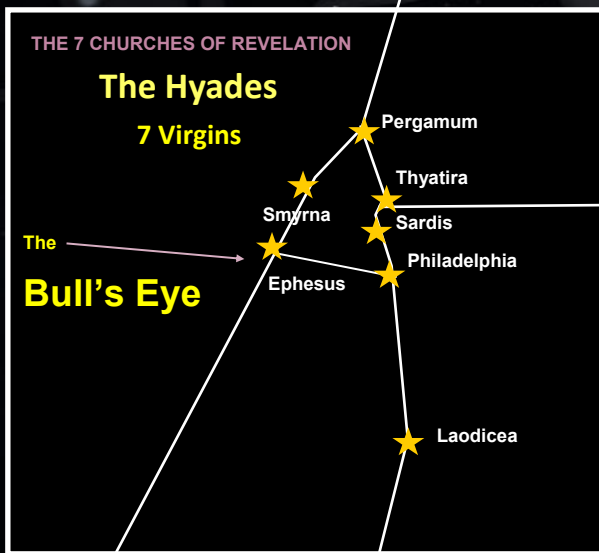 THE 7 CHURCHES OF REVELATION
The Hyades
7 Virgins
Pergamum
Thyatira
Smyrna
Sardis
The
Philadelphia
Ephesus
Bull's Eye
Laodicea